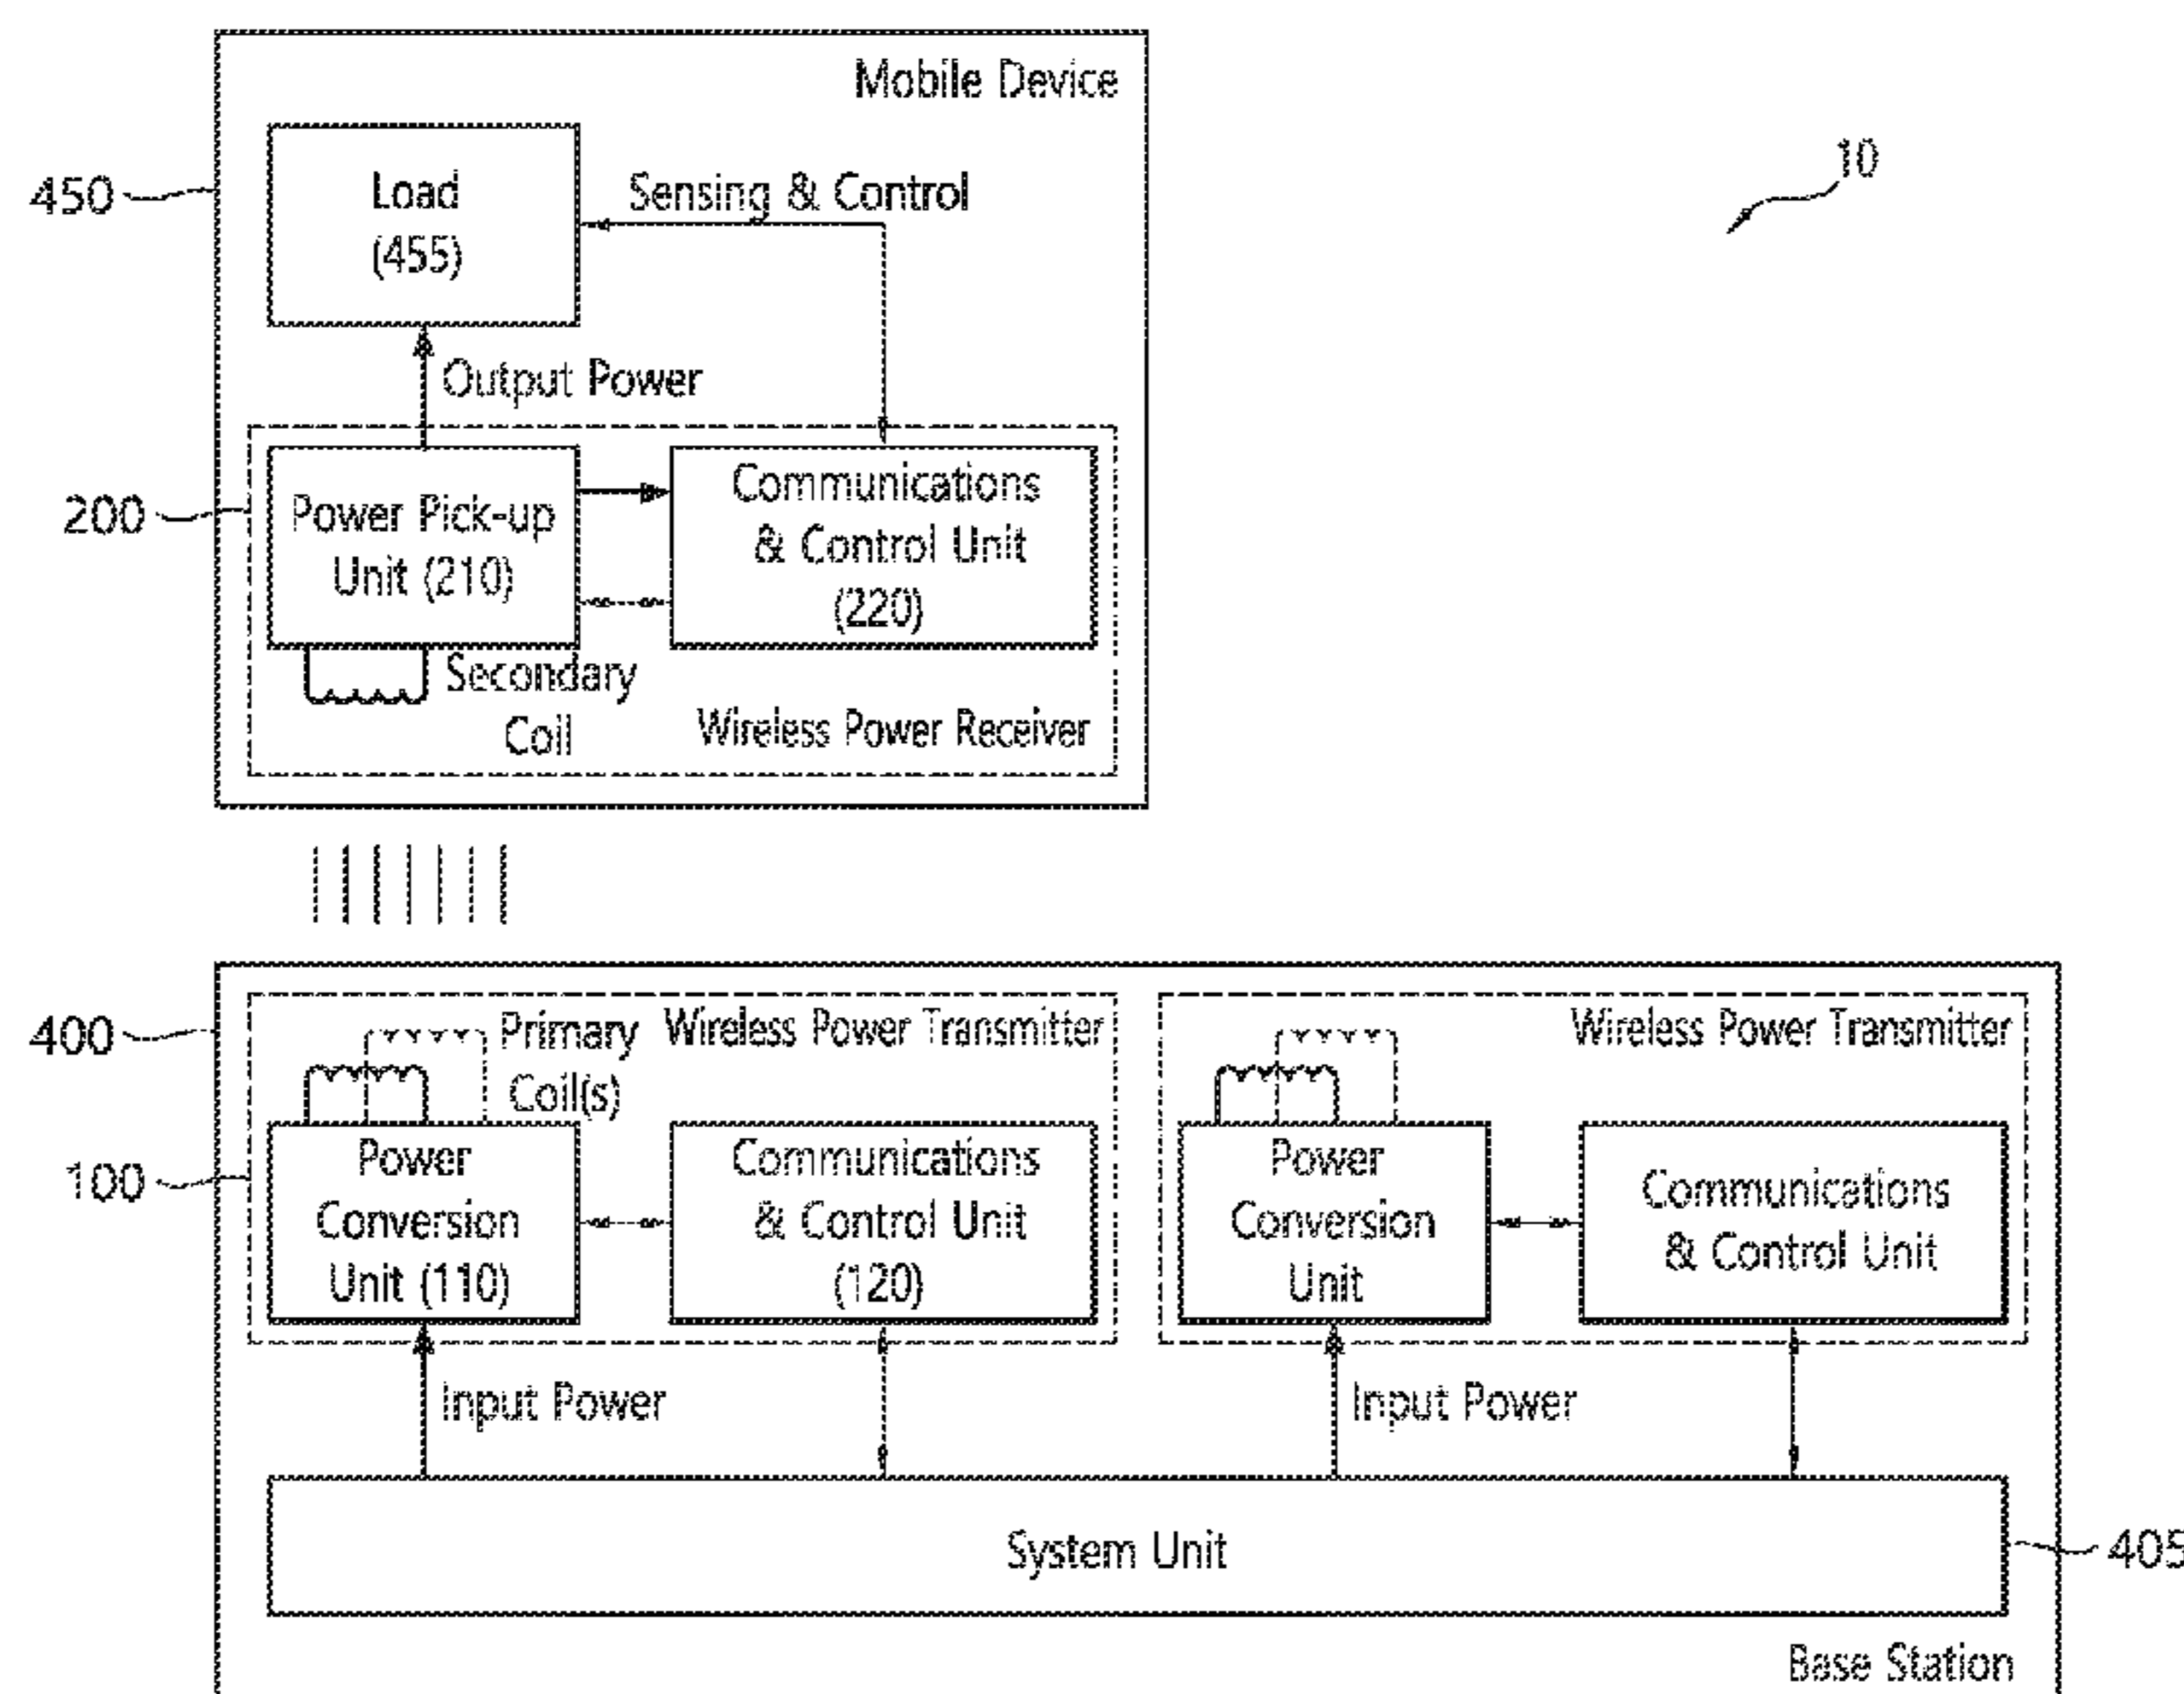 Mobile Device
10
450
Load
(455)
Sensing & Control
Output Power
200
Power Pick-up
Unit (210)
Communications
& Control Unit
(220)
Secondary
Coil
Wireless Power Receiver
400
Primary
Coil(s)
Wireless Power Transmitter
Wireless Power Transmitter
100
Power
Conversion
Unit (110)
Communications
& Control Unit
(120)
Power
Conversion
Unit
Communications
& Control Unit
Input Power
Input Power
System Unit
405
Base Station